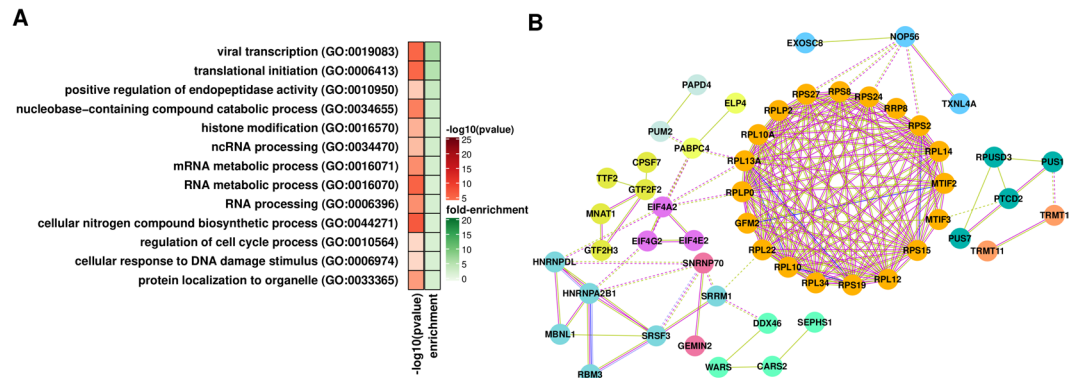 A
viral transcription (GO:0019083)
translational initiation (GO:0006413)
positive regulation of endopeptidase activity (GO:0010950)
nucleobase−containing compound catabolic process (GO:0034655)
histone modification (GO:0016570)
ncRNA processing (GO:0034470)
mRNA metabolic process (GO:0016071)
RNA metabolic process (GO:0016070)
RNA processing (GO:0006396)
cellular nitrogen compound biosynthetic process (GO:0044271)
regulation of cell cycle process (GO:0010564)
cellular response to DNA damage stimulus (GO:0006974)
protein localization to organelle (GO:0033365)
-log10(pvalue)
enrichment
-log10(pvalue)
25
20
15
10
5
fold-enrichment
20
15
10
5
0
B
EXOSC8
NOP56
TXNL4A
PAPD4
ELP4
PUM2
PABPC4
CPSF7
TTF2
GTF2F2
MNAT1
GTF2H3
EIF4A2
EIF4G2
EIF4E2
RPS27
RPS8
RPS24
RRP8
RPS2
RPL14
MTIF2
MTIF3
RPS15
RPL12
RPS19
RPL34
RPL10
RPL22
GFM2
RPLP0
RPL13A
RPL10A
RPLP2
RPUSD3
PUS1
PTCD2
PUS7
TRMT1
TRMT11
HNRNPDL
SNRNP70
HNRNPA2B1
SRRM1
MBNL1
SRSF3
GEMIN2
RBM3
DDX46
SEPHS1
WARS
CARS2